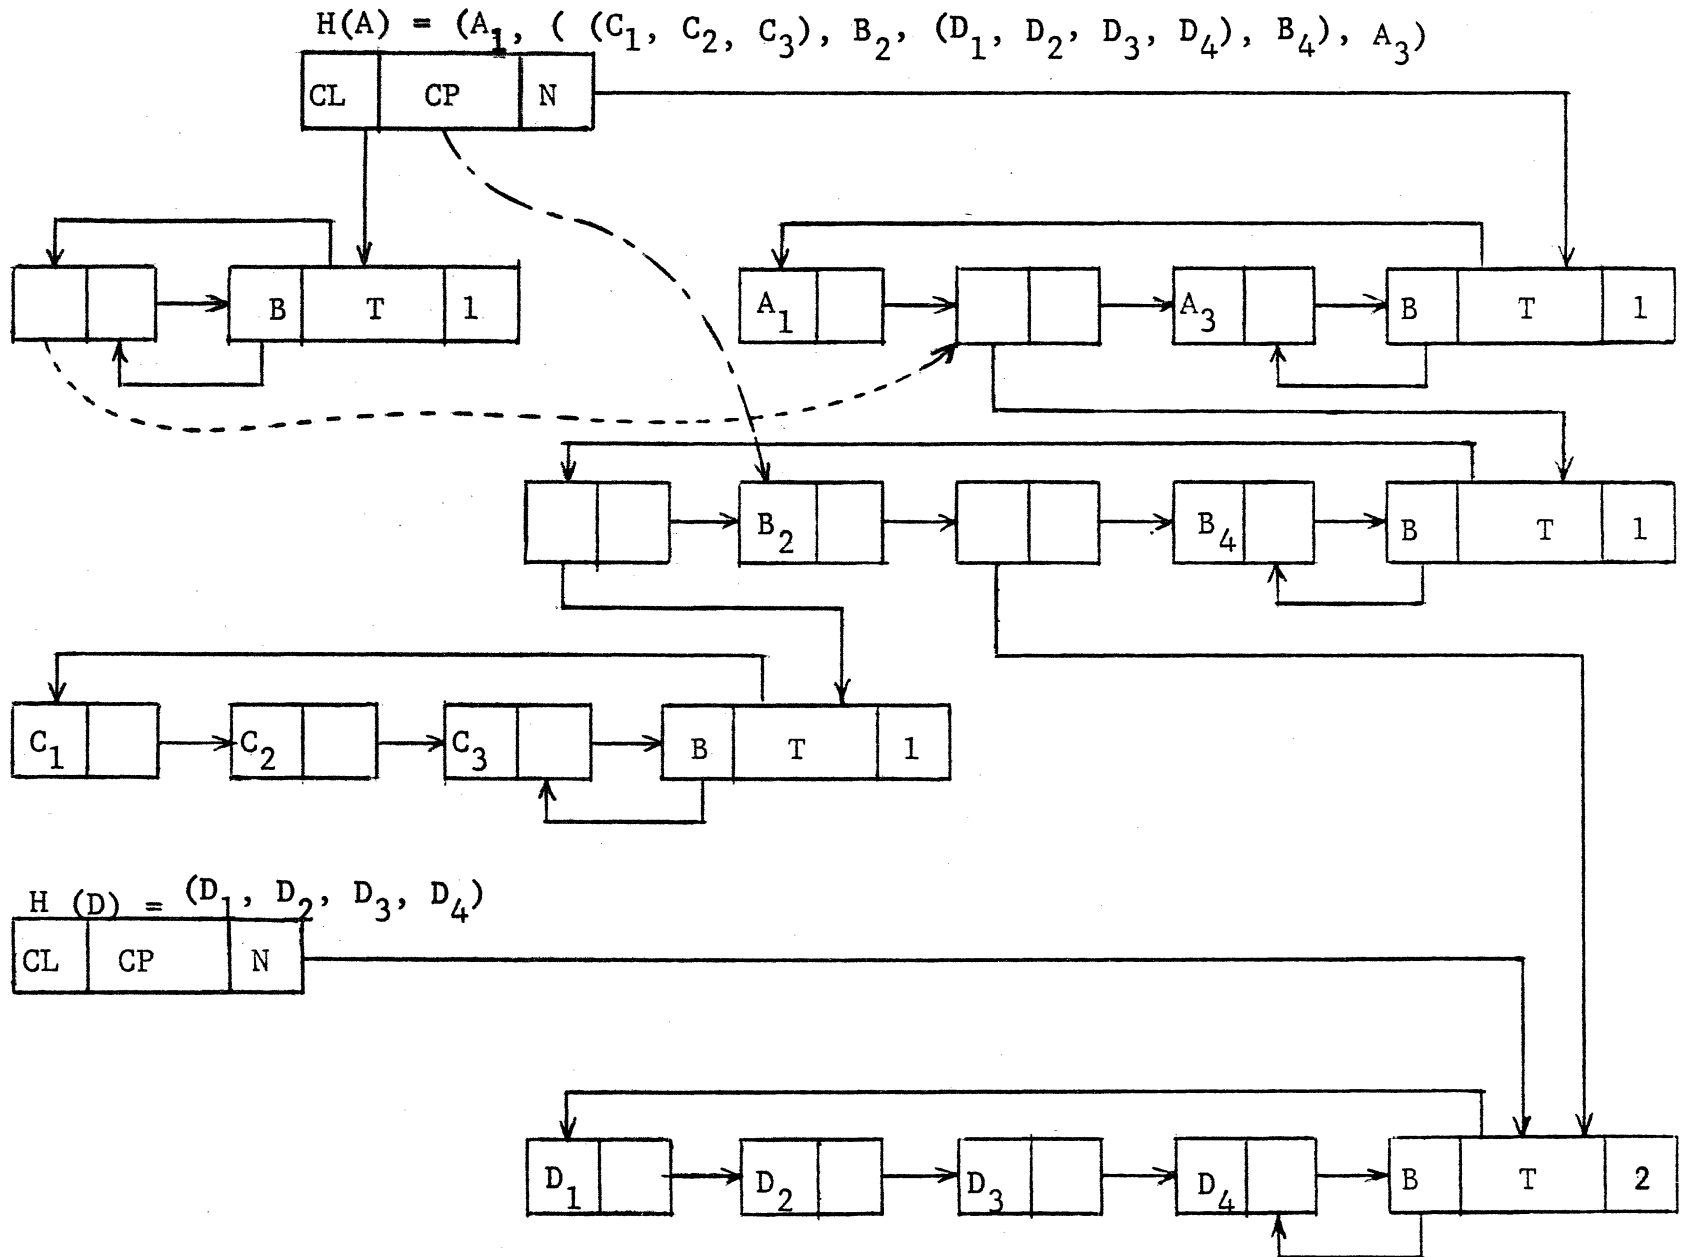 H(A) = (A₁, ( (C₁, C₂, C₃), B₂, (D₁, D₂, D₃, D₄), B₄), A₃)
CL CP N
B T 1
A₁ A₃ B T 1
B₂ B₄ B T 1
C₁ C₂ C₃ B T 1
H (D) = (D₁, D₂, D₃, D₄)
CL CP N
D₁ D₂ D₃ D₄ B T 2